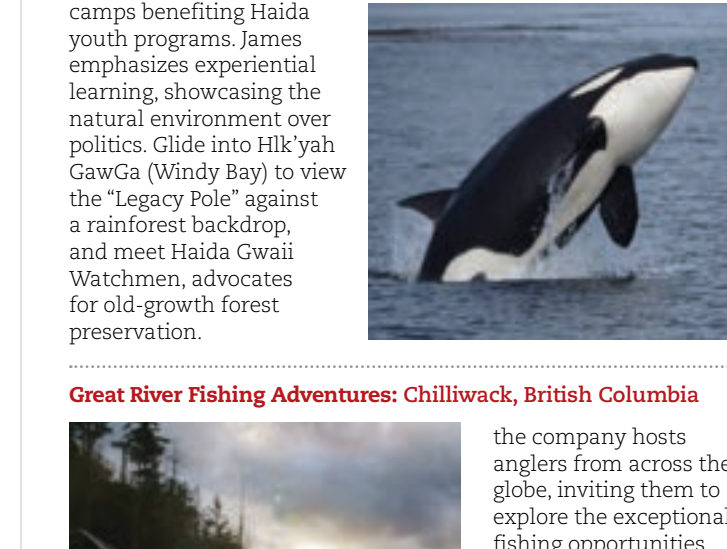 camps benefiting Haida
youth programs. James
emphasizes experiential
learning, showcasing the
natural environment over
politics. Glide into Hlk’yah
GawGa (Windy Bay) to view
the “Legacy Pole” against
a rainforest backdrop,
and meet Haida Gwaii
Watchmen, advocates
for old-growth forest
preservation.
Great River Fishing Adventures: Chilliwack, British Columbia
the company hosts
anglers from across the
globe, inviting them to
explore the exceptional
fishing opportunities